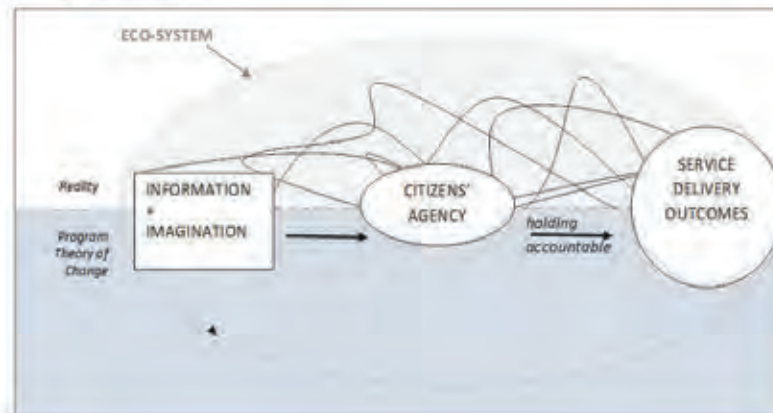 ECO-SYSTEM
Reality
INFORMATION
+
IMAGINATION
CITIZENS'
AGENCY
SERVICE
DELIVERY
OUTCOMES
Program
Theory of
Change
holding
accountable